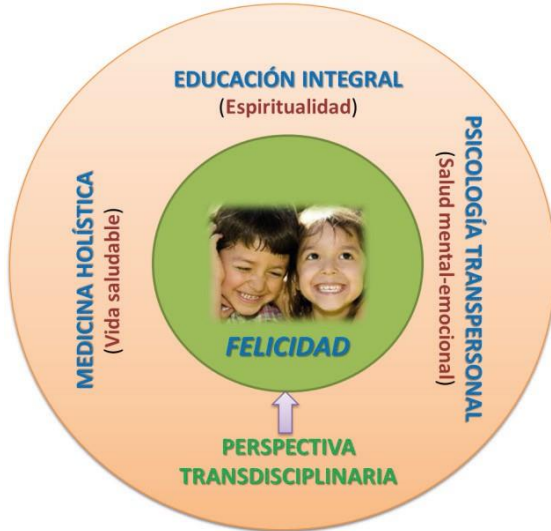 EDUCACIÓN INTEGRAL
(Espiritualidad)
PSICOLOGÍA TRANSPERSONAL
(Salud mental-emocional)
MEDICINA HOLÍSTICA
(Vida saludable)
FELICIDAD
PERSPECTIVA
TRANSDISCIPLINARIA